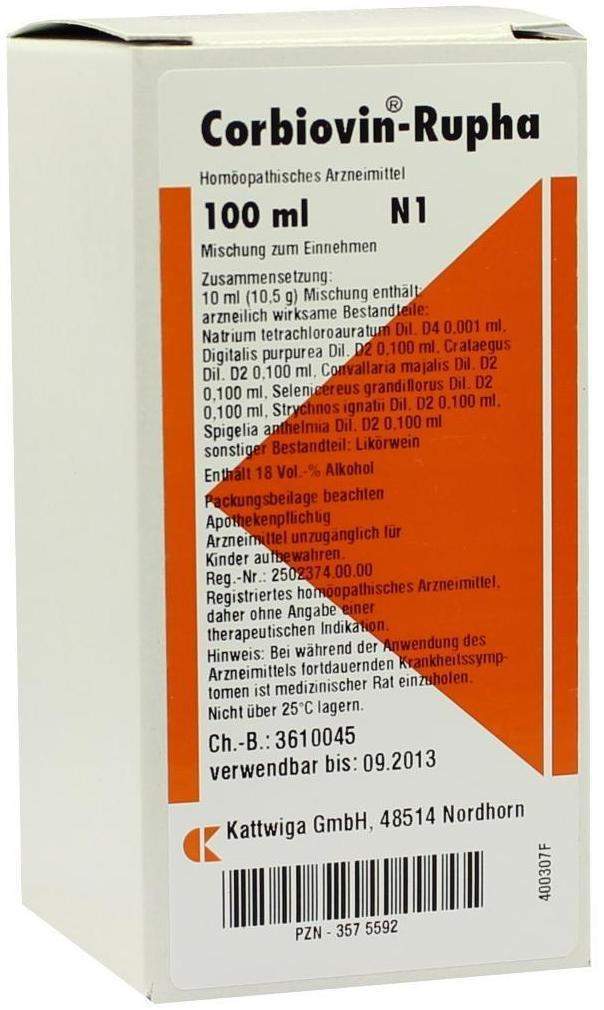 Corbiovin®-Rupha
Homöopathisches Arzneimittel
100 ml N1
Mischung zum Einnehmen
Zusammensetzung:
10 ml (10,5 g) Mischung enthält:
arzneilich wirksame Bestandteile:
Natrium tetrachloroauratum Dil. D4 0,001 ml,
Digitalis purpurea Dil. D2 0,100 ml, Crataegus
Dil. D2 0,100 ml, Convallaria majalis Dil. D2
0,100 ml, Selenicereus grandiflorus Dil. D2
0,100 ml, Strychnos ignatii Dil. D2 0,100 ml,
Spigelia anthelmia Dil. D2 0,100 ml
sonstiger Bestandteil: Likörwein
Enthält 18 Vol.-% Alkohol
Packungsbeilage beachten
Apothekenpflichtig
Arzneimittel unzugänglich für
Kinder aufbewahren.
Reg.-Nr.: 2502374.00.00
Registriertes homöopathisches Arzneimittel,
daher ohne Angabe einer
therapeutischen Indikation.
Hinweis: Bei während der Anwendung des
Arzneimittels fortdauernden Krankheitssymp-
tomen ist medizinischer Rat einzuholen.
Nicht über 25°C lagern.
Ch.-B.: 3610045
verwendbar bis: 09.2013
Kattwiga GmbH, 48514 Nordhorn
PZN - 357 5592
400307F